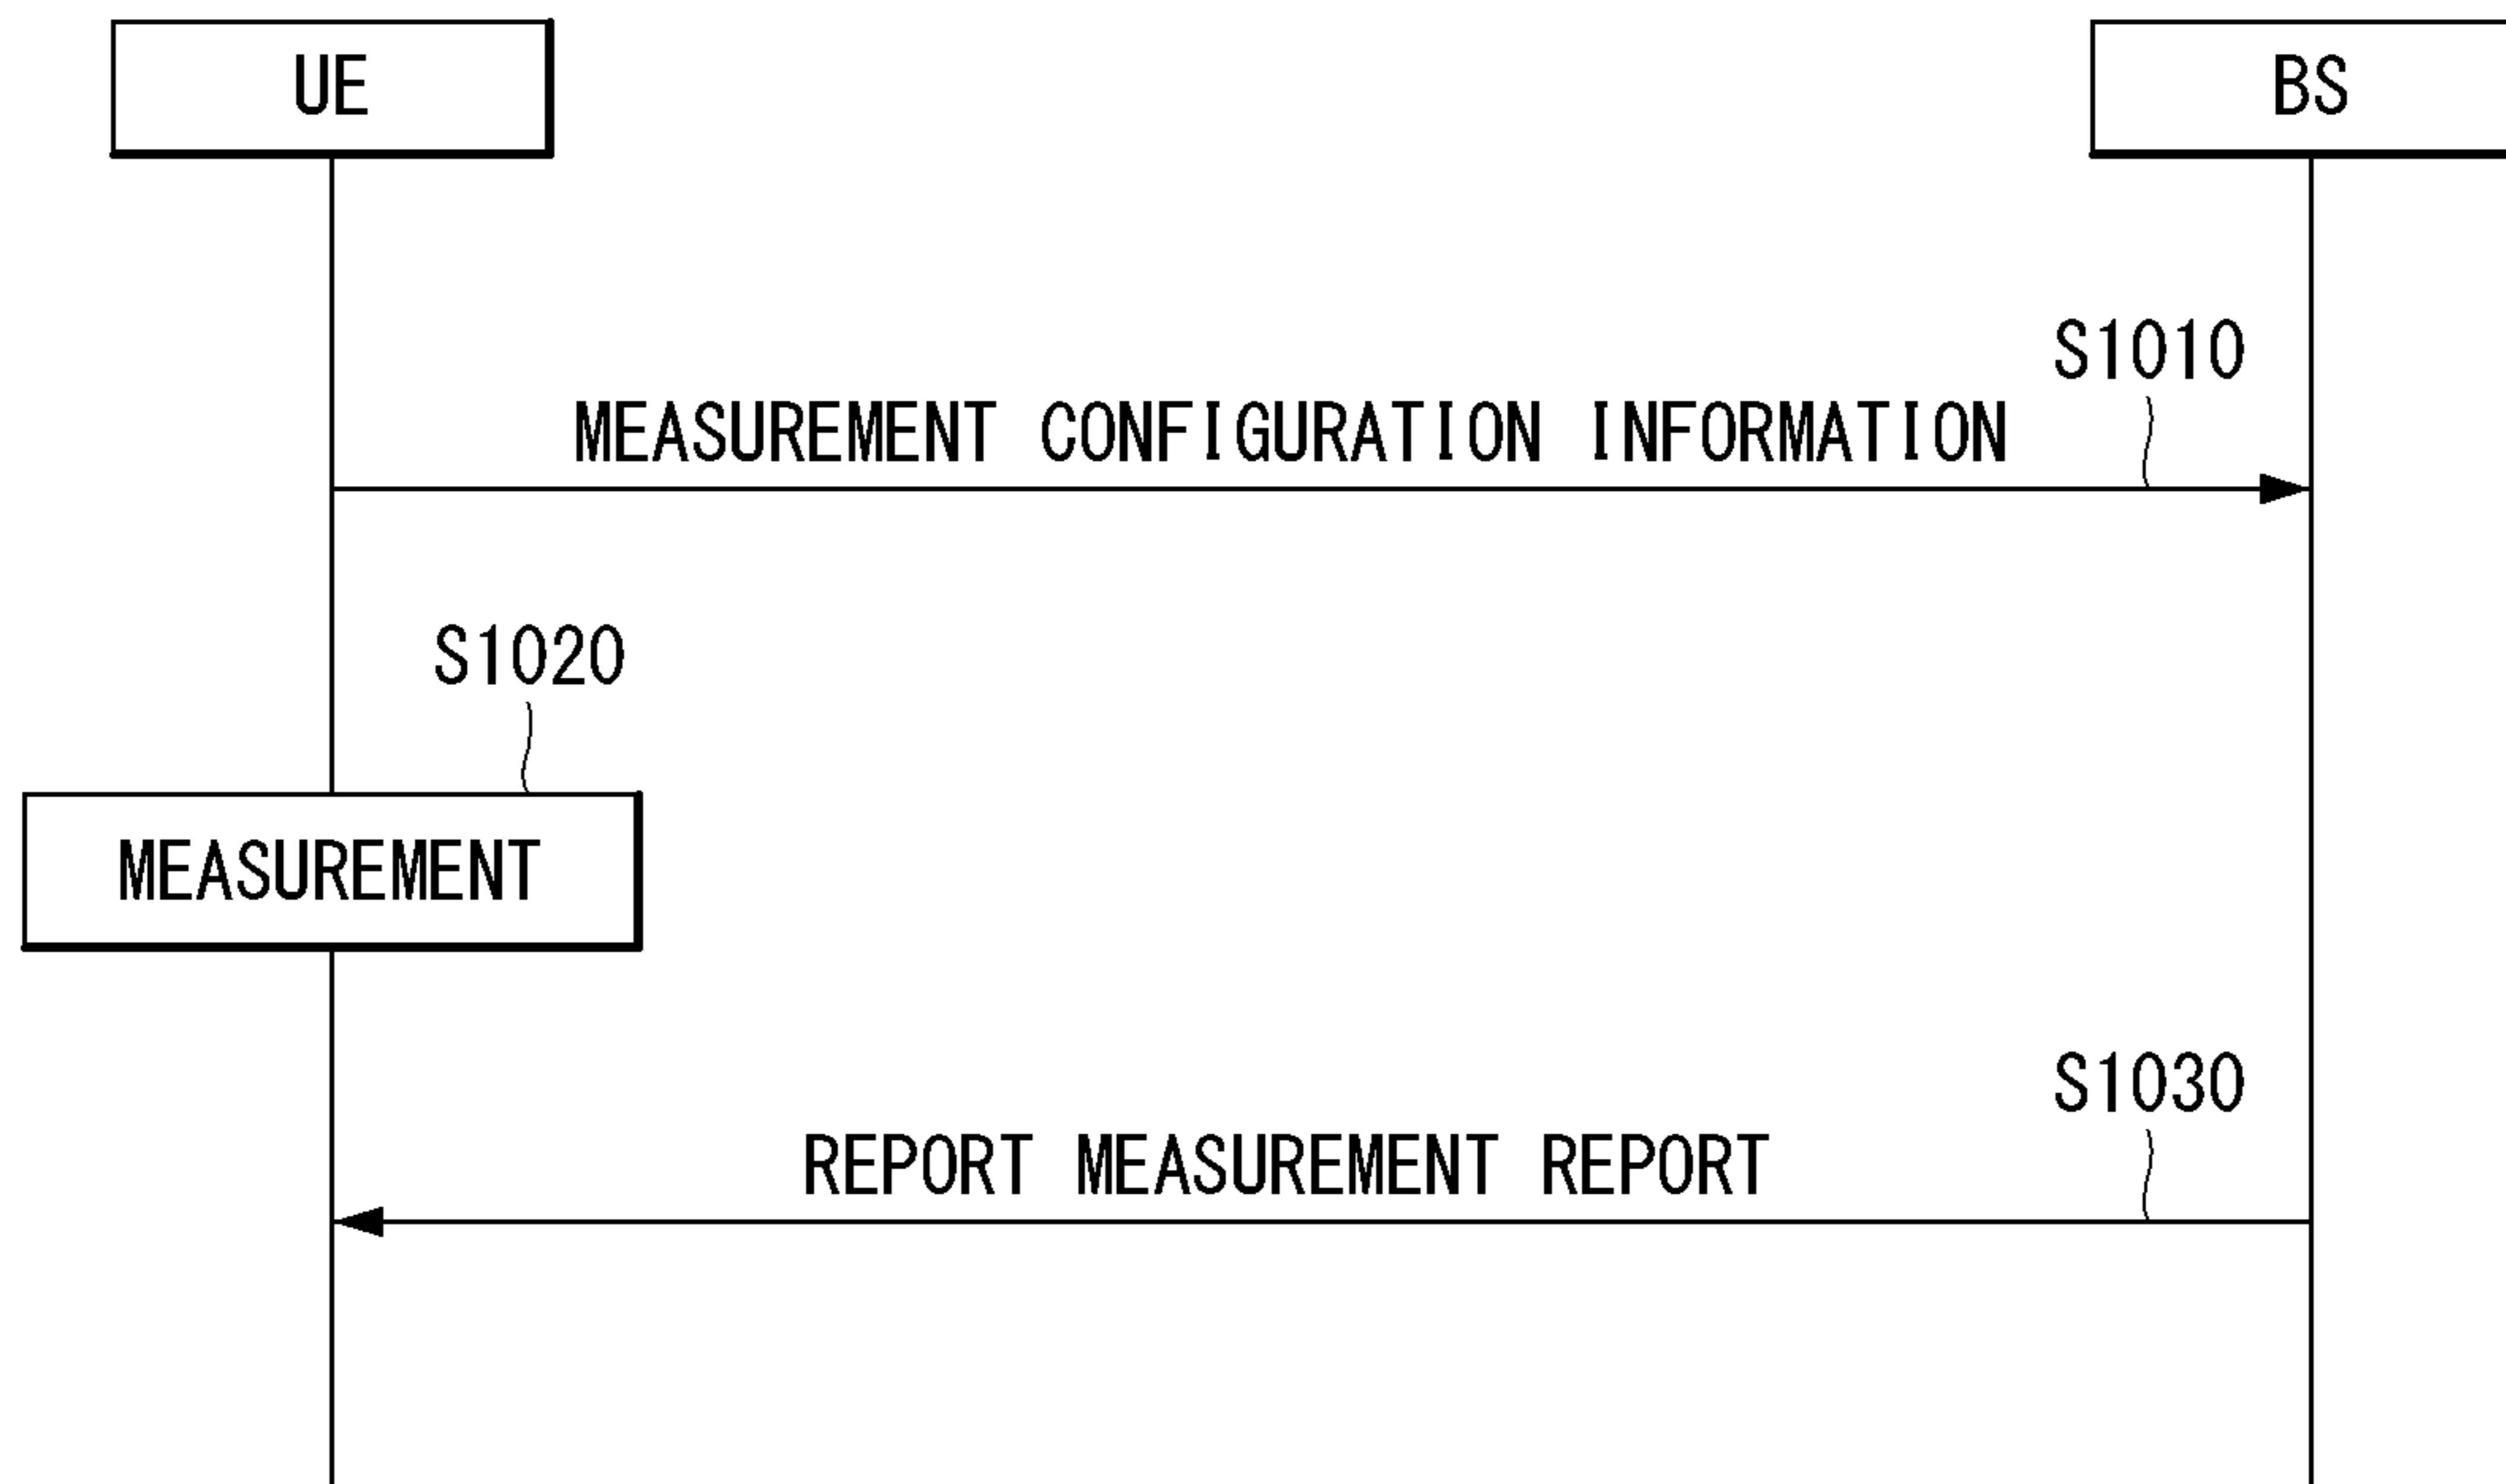 UE
BS
S1010
MEASUREMENT CONFIGURATION INFORMATION
S1020
MEASUREMENT
S1030
REPORT MEASUREMENT REPORT